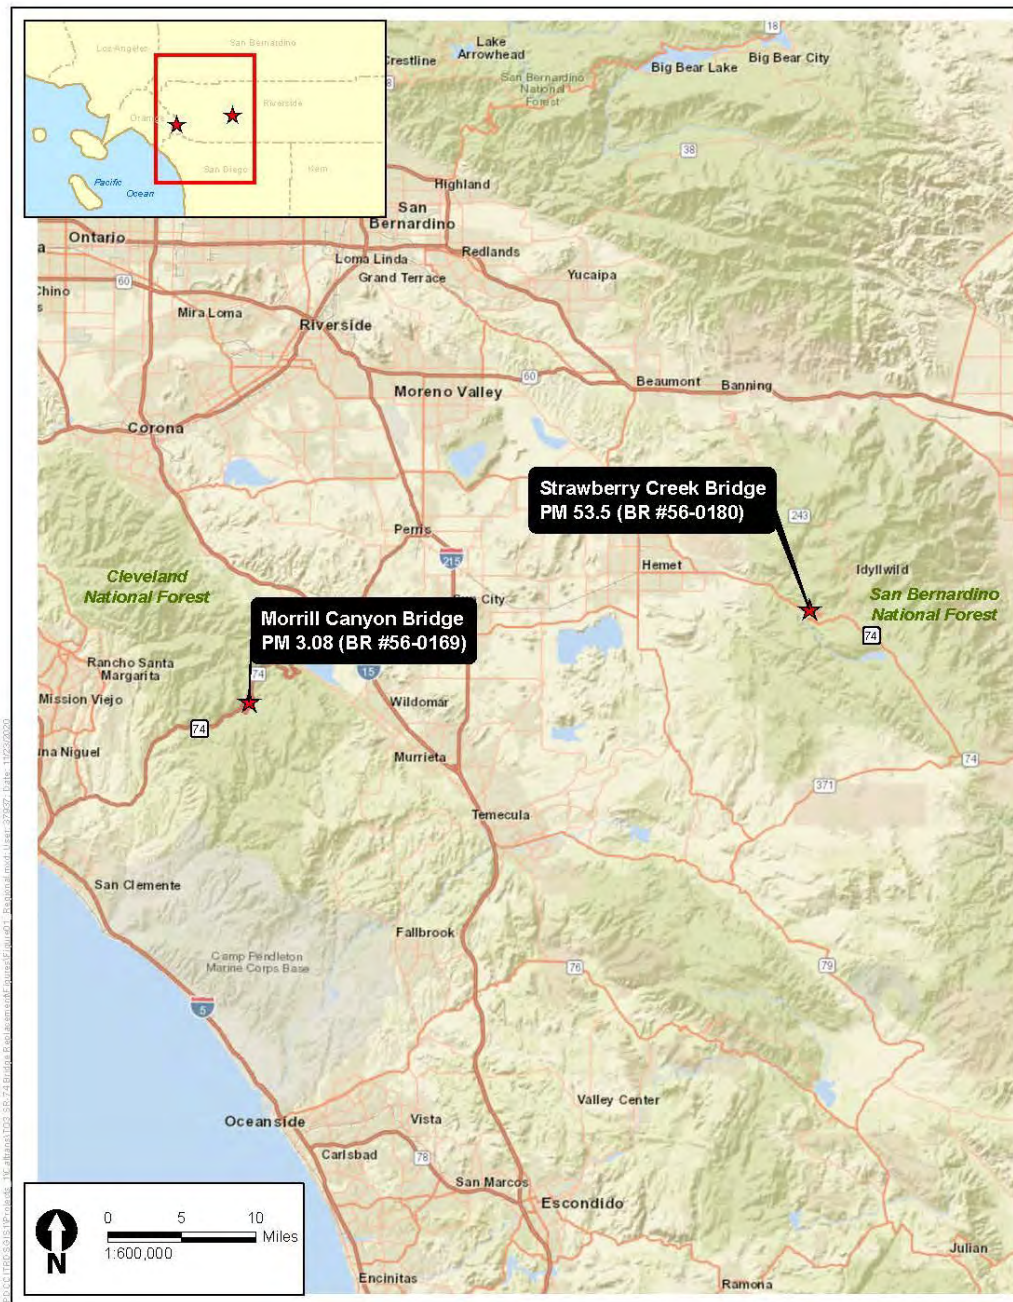 Los Angeles
San Bernardino
Orange
Riverside
San Diego
Kern
Pacific
Ocean
18
Lake
Arrowhead
Crestline
Big Bear Lake
Big Bear City
San Bernardino
National
Forest
38
Highland
San
Bernardino
Ontario
Redlands
Loma Linda
Grand Terrace
Yucaipa
60
Chino
Mira Loma
Riverside
60
Beaumont
Banning
Moreno Valley
Corona
Strawberry Creek Bridge
PM 53.5 (BR #56-0180)
243
Perris
215
Hemet
Idyllwild
Cleveland
National Forest
San Bernardino
National Forest
City
Morrill Canyon Bridge
PM 3.08 (BR #56-0169)
74
Rancho Santa
Margarita
74
15
Mission Viejo
Wildomar
74
una Niguel
Murrieta
74
371
Temecula
San Clemente
Fallbrook
Camp Pendleton
Marine Corps Base
76
79
5
Valley Center
Oceanside
Vista
Carlsbad
78
San Marcos
Escondido
0 5 10
Miles
1:600,000
N
Julian
Encinitas
Ramona